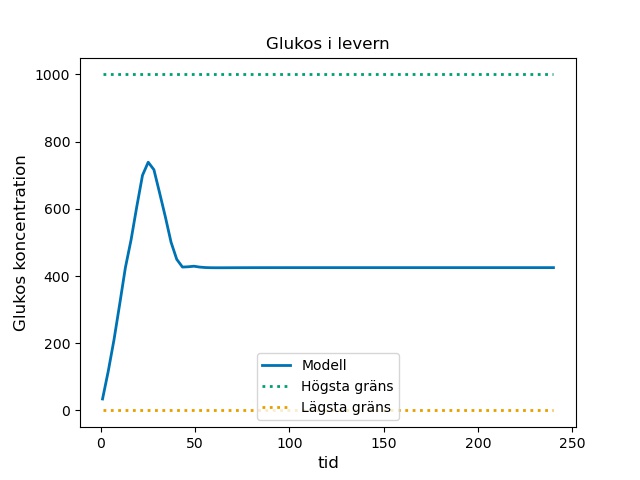 Glukos i levern
Glukos koncentration
1000
800
600
400
200
0
Modell
Högsta gräns
Lägsta gräns
0 50 100 150 200 250
tid